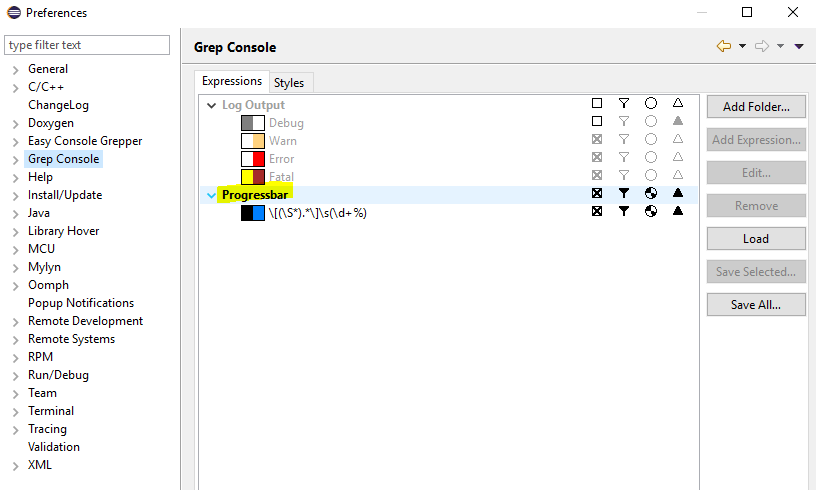 Preferences
type filter text
General
C/C++
ChangeLog
Doxygen
Easy Console Grepper
Grep Console
Help
Install/Update
Java
Library Hover
MCU
Mylyn
Oomph
Popup Notifications
Remote Development
Remote Systems
RPM
Run/Debug
Team
Terminal
Tracing
Validation
XML
Grep Console
Expressions
Styles
Log Output
Debug
Warn
Error
Fatal
Progressbar
\[(\S*).*\]\s(\d+%)
Add Folder...
Add Expression...
Edit...
Remove
Load
Save Selected...
Save All...